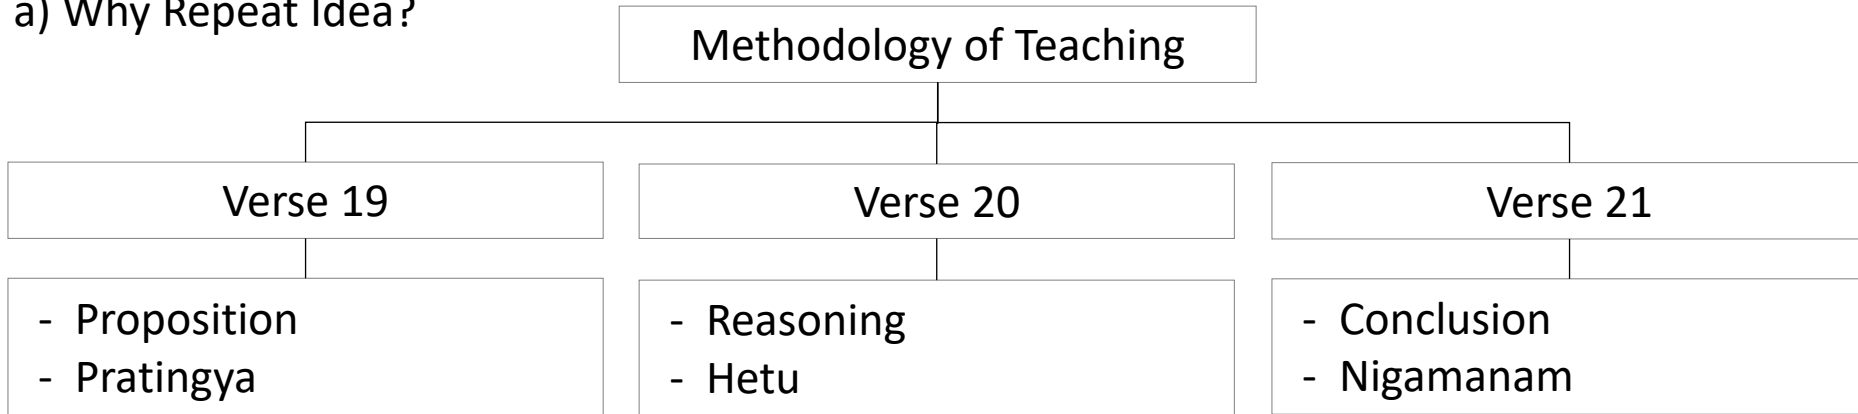 a) Why Repeat Idea?
Methodology of Teaching
Verse 19
Verse 20
Verse 21
- Proposition
- Pratingya
- Reasoning
- Hetu
- Conclusion
- Nigamanam